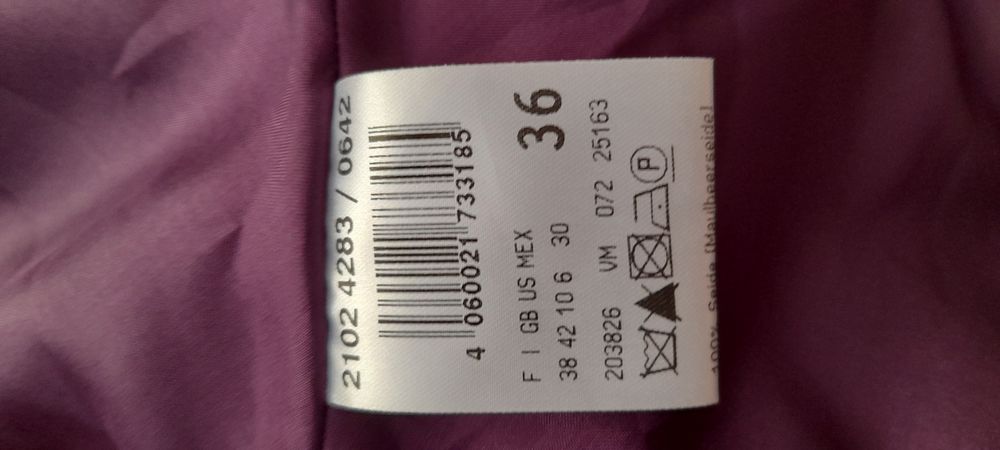 2102 4283 / 0642
4 060021 733185
F I GB US MEX 36
38 42 10 6 30
203826 VM 072 25163
P
100% Seide [Maulbeerseide]